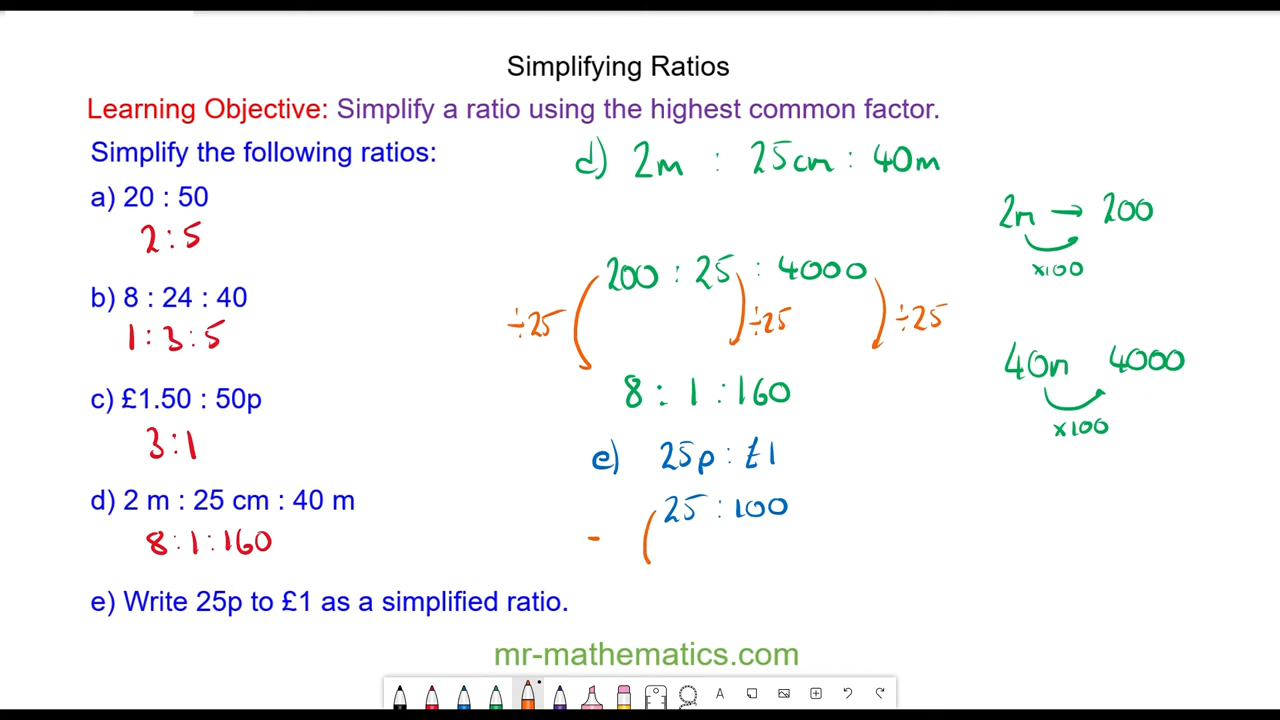 Simplifying Ratios
Learning Objective: Simplify a ratio using the highest common factor.
Simplify the following ratios:
a) 20 : 50
2 : 5
b) 8 : 24 : 40
1 : 3 : 5
c) £1.50 : 50p
3 : 1
d) 2 m : 25 cm : 40 m
8 : 1 : 160
e) Write 25p to £1 as a simplified ratio.
d) 2m : 25cm : 40m
200 : 25 : 4000
÷25 ÷25 ÷25
8 : 1 : 160
e) 25p : £1
25 : 100
-
2m → 200
x100
40m 4000
x100
mr-mathematics.com
A